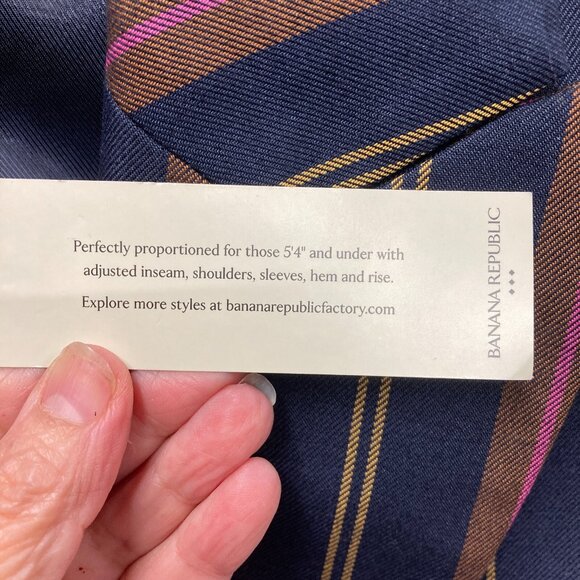 Perfectly proportioned for those 5'4" and under with
adjusted inseam, shoulders, sleeves, hem and rise.
Explore more styles at bananarepublicfactory.com
BANANA REPUBLIC